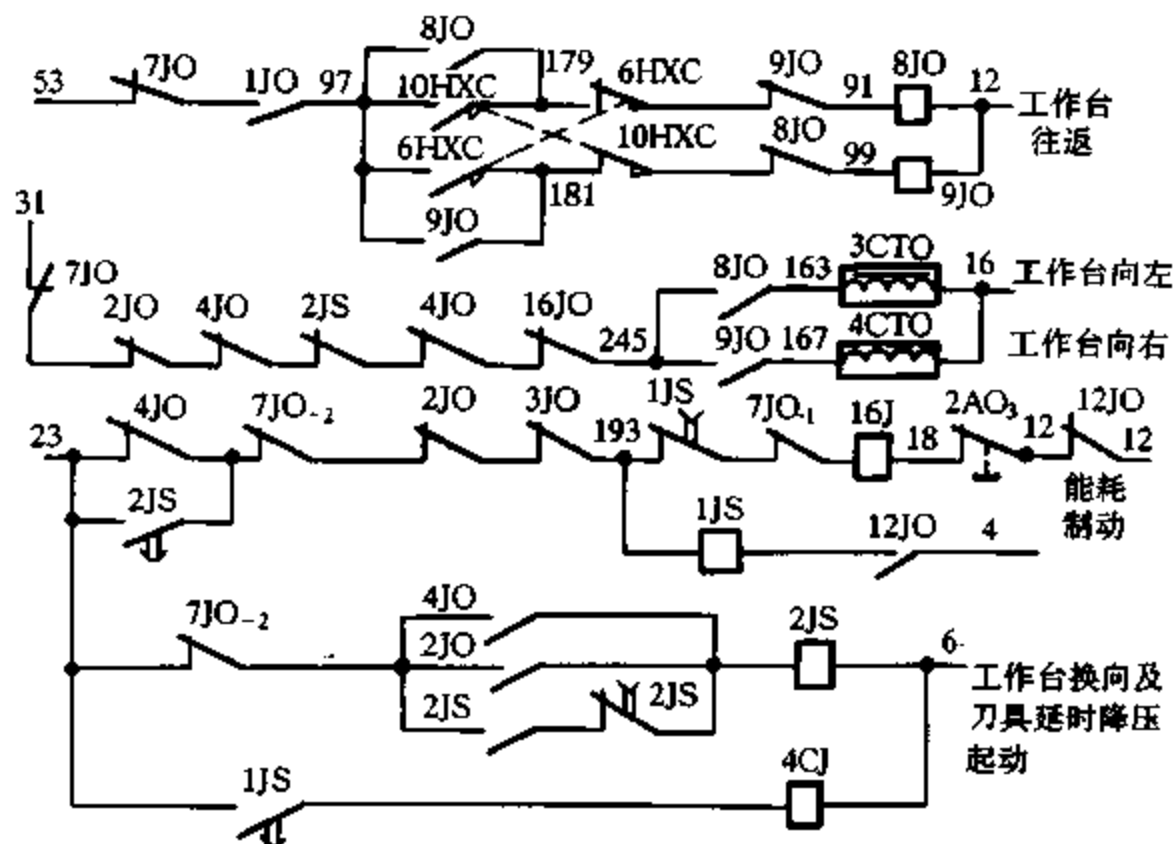 8JO
53 7JO 1JO 97 10HXC 179 6HXC 9JO 91 8JO 12 工作台
往返
6HXC 10HXC 8JO 99 9JO
181
9JO
31
7JO 8JO 163 3CTO 16 工作台向左
2JO 4JO 2JS 4JO 16JO 245 9JO 167 4CTO 工作台向右
23 4JO 7JO-2 2JO 3JO 193 1JS 7JO-1 16J 18 2AO3 12 12JO 12
能耗
制动
2JS 1JS 12JO 4
7JO-2 4JO 2JS 6
2JO
2JS 2JS
工作台换向及
刀具延时降压
起动
1JS 4CJ